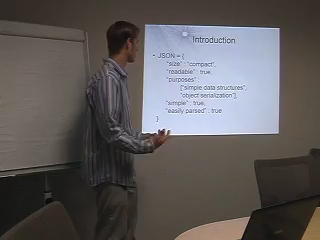 Introduction
• JSON = {
"size" : "compact",
"readable" : true,
"purposes" :
["simple data structures",
"object serialization"],
"simple" : true,
"easily parsed" : true
}